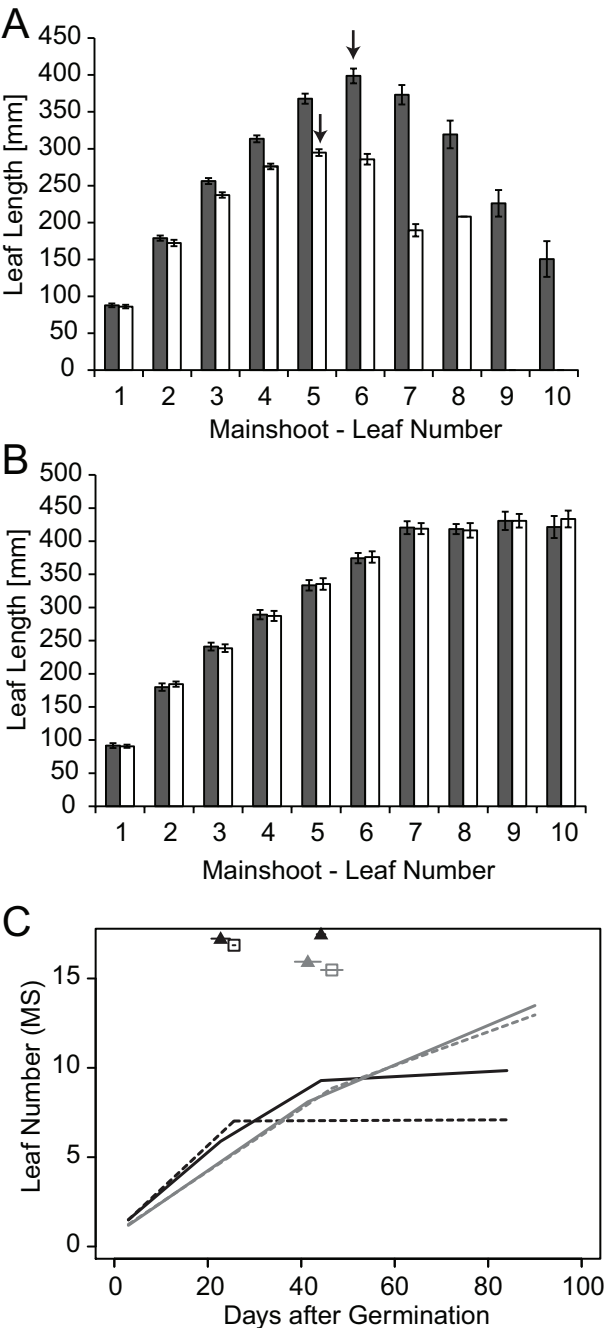 A
Leaf Length [mm]
450
400
350
300
250
200
150
100
50
0
1 2 3 4 5 6 7 8 9 10
Mainshoot - Leaf Number
B
Leaf Length [mm]
500
450
400
350
300
250
200
150
100
50
0
1 2 3 4 5 6 7 8 9 10
Mainshoot - Leaf Number
C
Leaf Number (MS)
15
10
5
0
0 20 40 60 80 100
Days after Germination